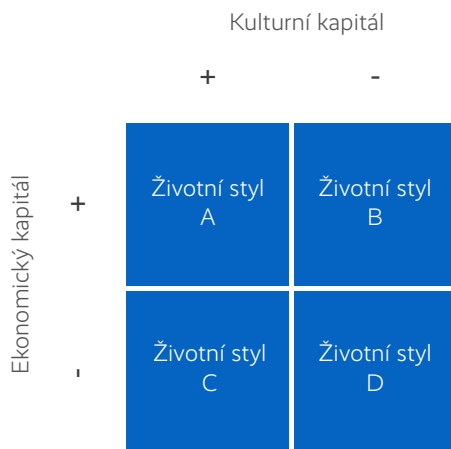 Kulturní kapitál
+ -
Ekonomický kapitál
+
Životní styl
A
Životní styl
B
-
Životní styl
C
Životní styl
D